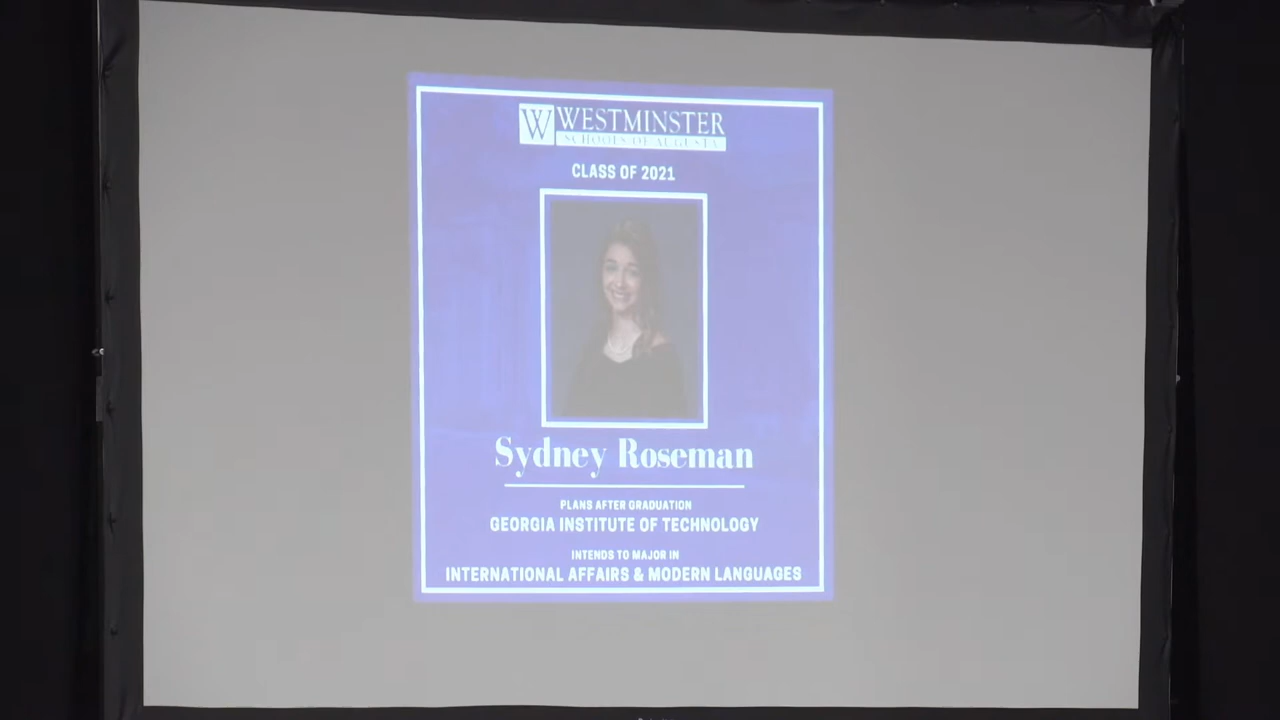 W WESTMINSTER
SCHOOLS OF AUGUSTA
CLASS OF 2021
Sydney Roseman
PLANS AFTER GRADUATION
GEORGIA INSTITUTE OF TECHNOLOGY
INTENDS TO MAJOR IN
INTERNATIONAL AFFAIRS & MODERN LANGUAGES